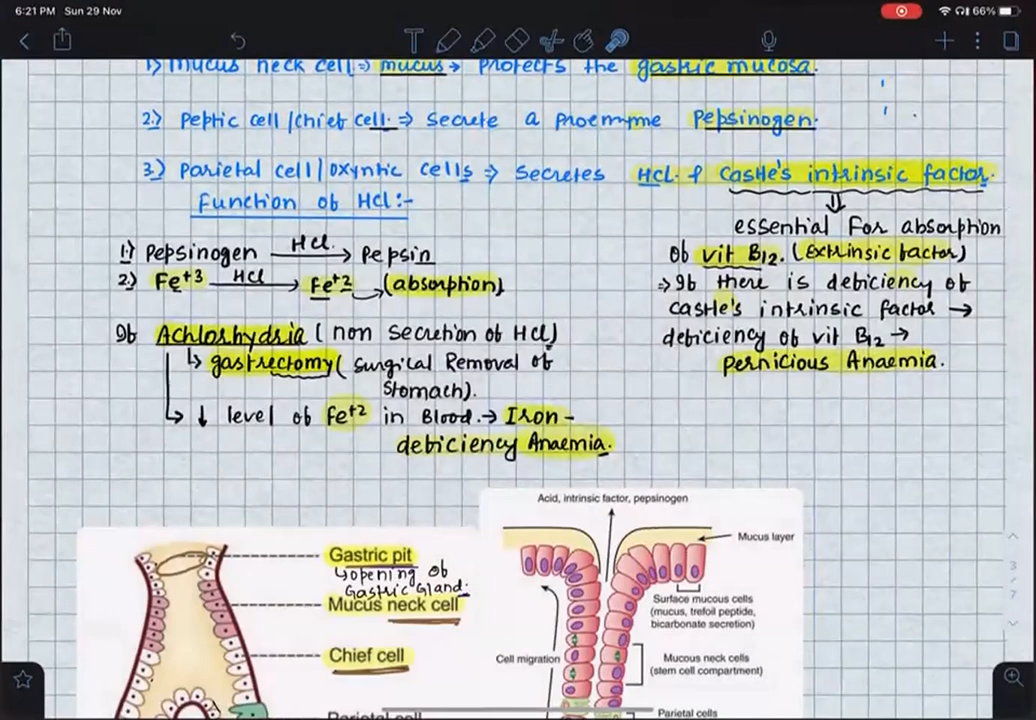 6:21 PM Sun 29 Nov
66%
1) Mucus neck cell ⇒ mucus → Protects the gastric mucosa.
2.) Peptic cell/chief cell ⇒ Secrete a proenzyme Pepsinogen.
3.) Parietal cell/oxyntic cells ⇒ Secretes HCl & Castle's intrinsic factor.
Function of HCl:-
1) Pepsinogen HCl → Pepsin
2) Fe+3 HCl → Fe+2 → (absorption)
If Achlorhydria (non secretion of HCl)
↳ gastrectomy (Surgical Removal of
Stomach).
↳ ↓ level of Fe+2 in Blood. → Iron-
deficiency Anaemia.
⇓
essential For absorption
of vit B12. (Extrinsic factor)
⇒ If there is deficiency of
castle's intrinsic factor →
deficiency of vit B12 →
Pernicious Anaemia.
Gastric pit
↳ opening of
Gastric Gland.
Mucus neck cell
Chief cell
Parietal cell
Acid, intrinsic factor, pepsinogen
Mucus layer
Surface mucous cells
(mucus, trefoil peptide,
bicarbonate secretion)
Cell migration
Mucous neck cells
(stem cell compartment)
Parietal cells
3
7